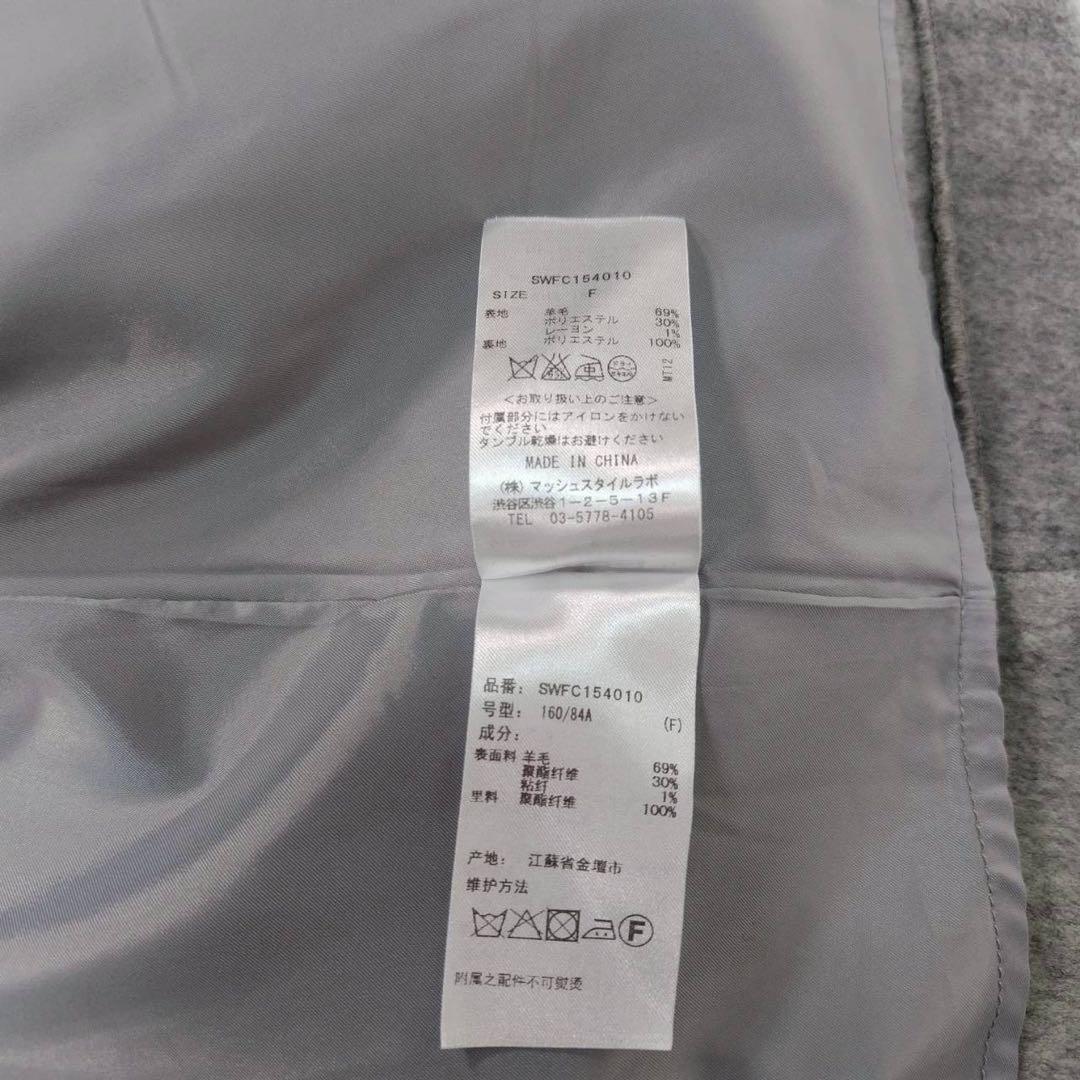 SWFC154010
SIZE F
表地 羊毛 69%
ポリエステル 30%
レーヨン 1%
裏地 ポリエステル 100%
MT12
＜お取り扱い上のご注意＞
付属部分にはアイロンをかけない
でください
タンブル乾燥はお避けください
MADE IN CHINA
(株)マッシュスタイルラボ
渋谷区渋谷1-2-5-13F
TEL 03-5778-4105
品番: SWFC154010
号型: 160/84A (F)
成分:
表面料 羊毛 69%
聚酯纤维 30%
粘纤 1%
里料 聚酯纤维 100%
产地: 江蘇省金壇市
维护方法
F
附属之配件不可熨烫